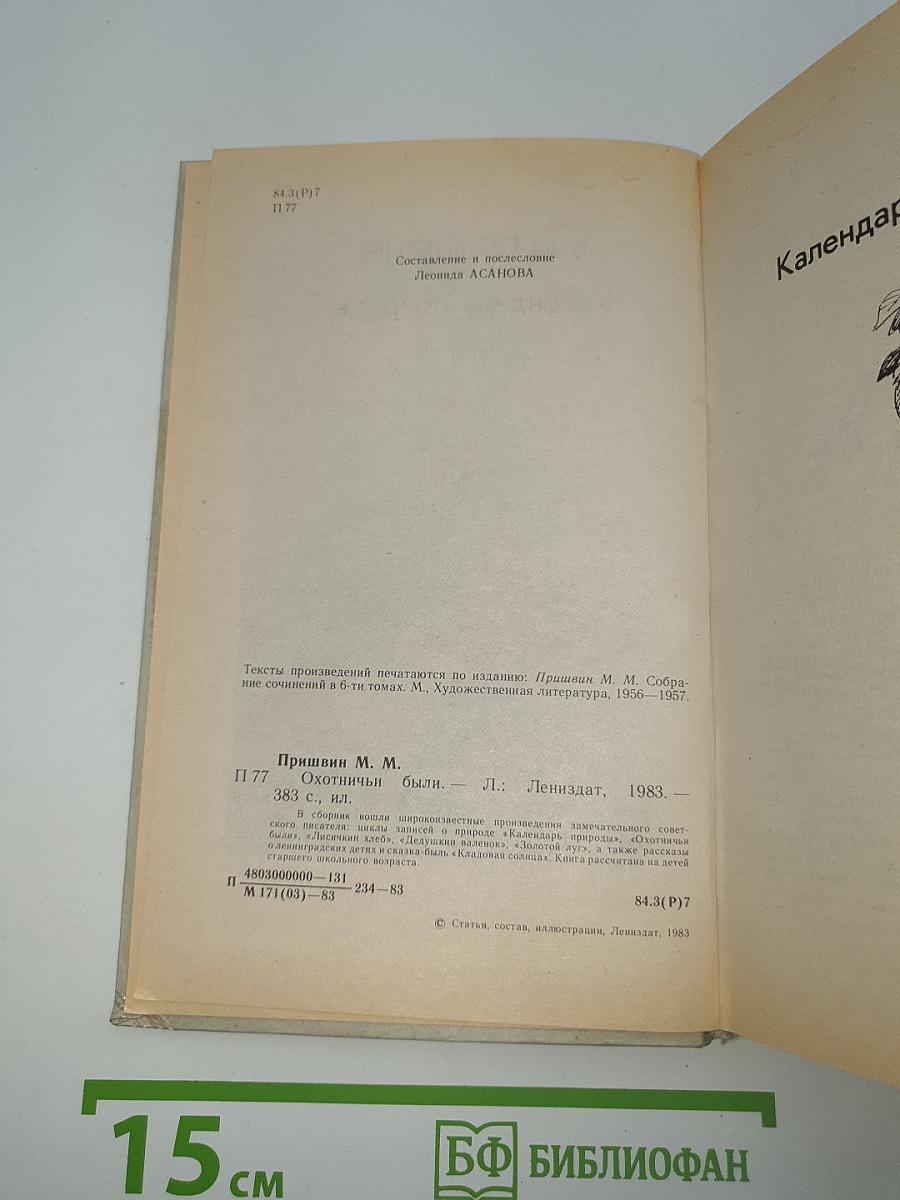 84.3(Р)7
П 77
Составление и послесловие
Леонида АСАНОВА
Тексты произведений печатаются по изданию: Пришвин М. М. Собра-
ние сочинений в 6-ти томах. М., Художественная литература, 1956—1957.
Пришвин М. М.
П 77 Охотничьи были. — Л.: Лениздат, 1983. —
383 с., ил.
В сборник вошли широкоизвестные произведения замечательного совет-
ского писателя: циклы записей о природе «Календарь природы», «Охотничьи
были», «Лисичкин хлеб», «Дедушкин валенок», «Золотой луг», а также рассказы
о ленинградских детях и сказка-быль «Кладовая солнца». Книга рассчитана на детей
старшего школьного возраста.
П 4803000000—131
М 171(03)—83 234—83
84.3(Р)7
© Статья, состав, иллюстрации, Лениздат, 1983
Календар
15 см
БФ БИБЛИОФАН